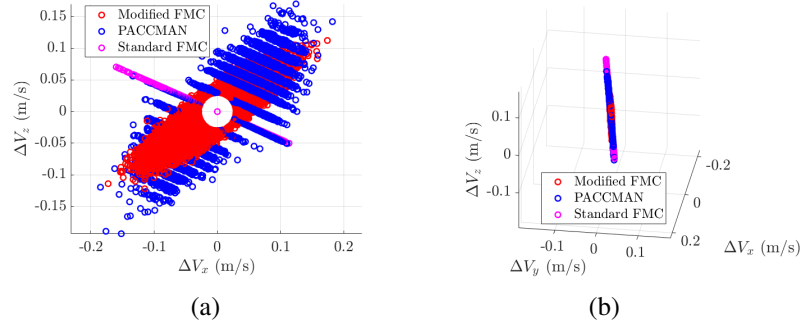 0.15
0.1
0.05
0
-0.05
-0.1
-0.15
ΔV_z (m/s)
Modified FMC
PACCMAN
Standard FMC
-0.2
-0.1
0
0.1
0.2
ΔV_x (m/s)
(a)
0.1
0
-0.1
ΔV_z (m/s)
Modified FMC
PACCMAN
Standard FMC
-0.1
0
0.1
ΔV_y (m/s)
-0.2
0
0.2
ΔV_x (m/s)
(b)